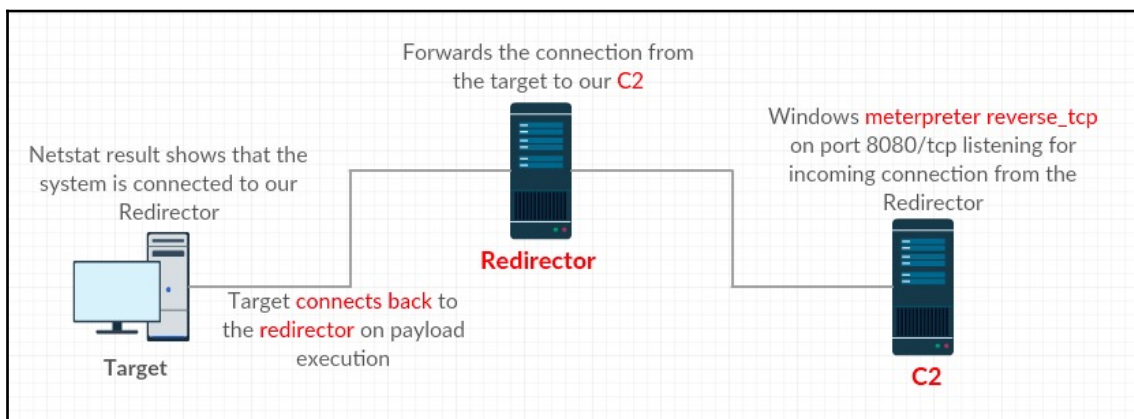 Forwards the connection from
the target to our C2
Windows meterpreter reverse_tcp
on port 8080/tcp listening for
incoming connection from the
Redirector
Netstat result shows that the
system is connected to our
Redirector
Redirector
Target connects back to
the redirector on payload
execution
Target
C2